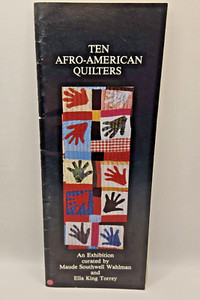 TEN
AFRO-AMERICAN
QUILTERS
An Exhibition
curated by
Maude Southwell Wahlman
and
Ella King Torrey